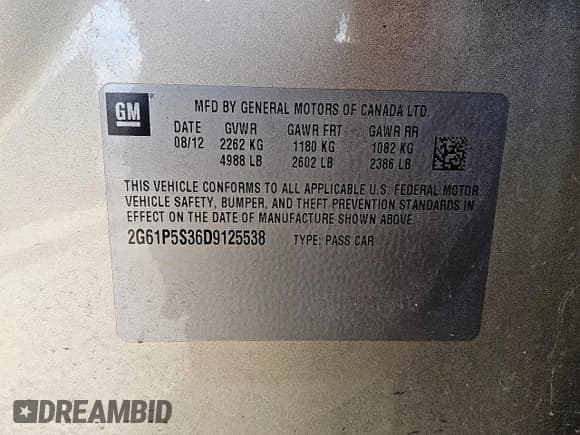 GM
MFD BY GENERAL MOTORS OF CANADA LTD.
DATE GVWR GAWR FRT GAWR RR
08/12 2262 KG 1180 KG 1082 KG
4988 LB 2602 LB 2386 LB
THIS VEHICLE CONFORMS TO ALL APPLICABLE U.S. FEDERAL MOTOR
VEHICLE SAFETY, BUMPER, AND THEFT PREVENTION STANDARDS IN
EFFECT ON THE DATE OF MANUFACTURE SHOWN ABOVE.
2G61P5S36D9125538 TYPE: PASS CAR
DREAMBID